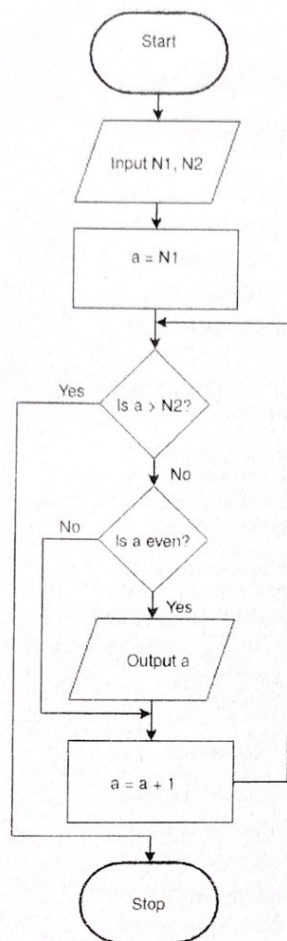 Start
Input N1, N2
a = N1
Is a > N2?
Yes
No
Is a even?
No
Yes
Output a
a = a + 1
Stop